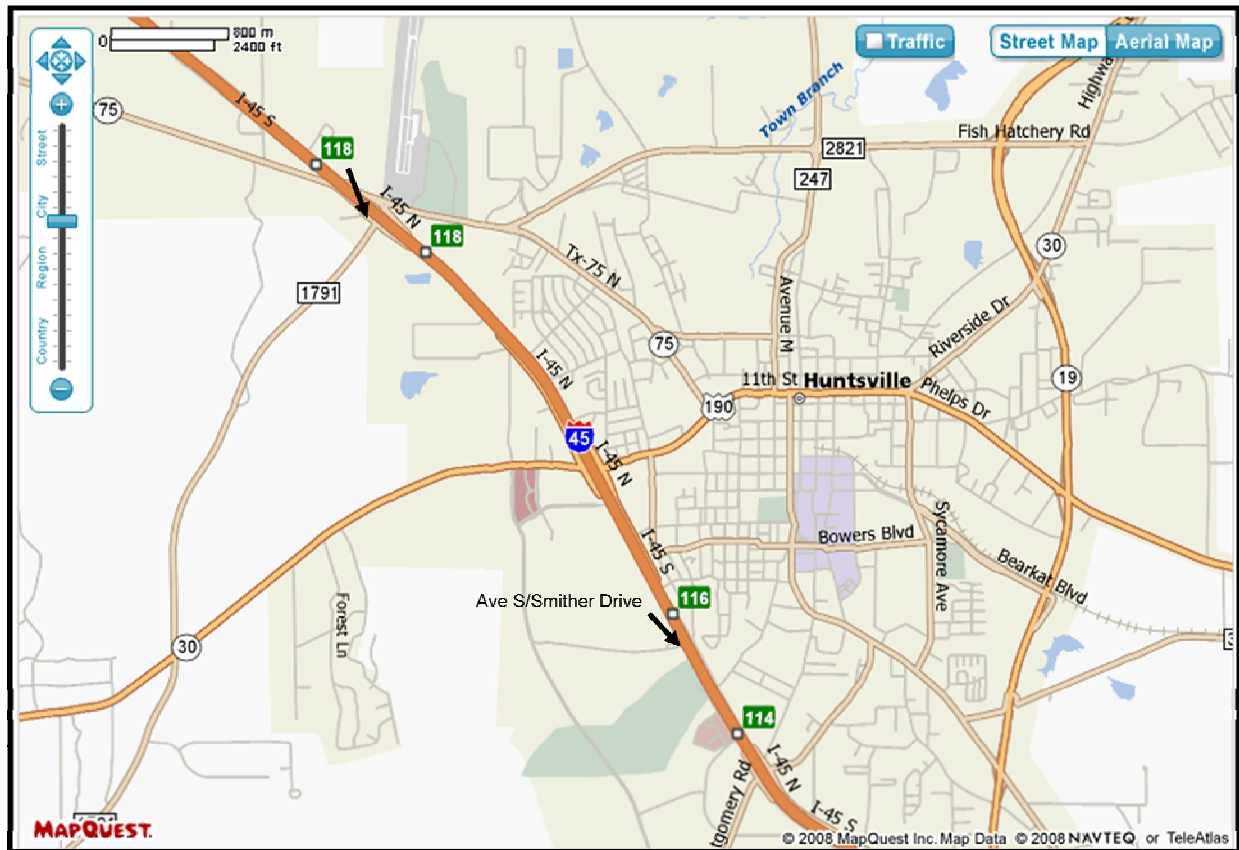 0
800 m
2400 ft
Traffic
Street Map
Aerial Map
Street
City
Region
Country
75
I-45 S
118
I-45 N
118
1791
Town Branch
Fish Hatchery Rd
2821
247
30
Tx-75 N
75
Avenue M
Riverside Dr
19
11th St
Huntsville
Phelps Dr
190
I-45 N
45
I-45 N
I-45 S
Bowers Blvd
Sycamore Ave
Bearkat Blvd
Ave S/Smither Drive
116
Forest Ln
30
114
I-45 N
I-45 S
MAPQUEST.
© 2008 MapQuest Inc. Map Data © 2008 NAVTEQ or TeleAtlas